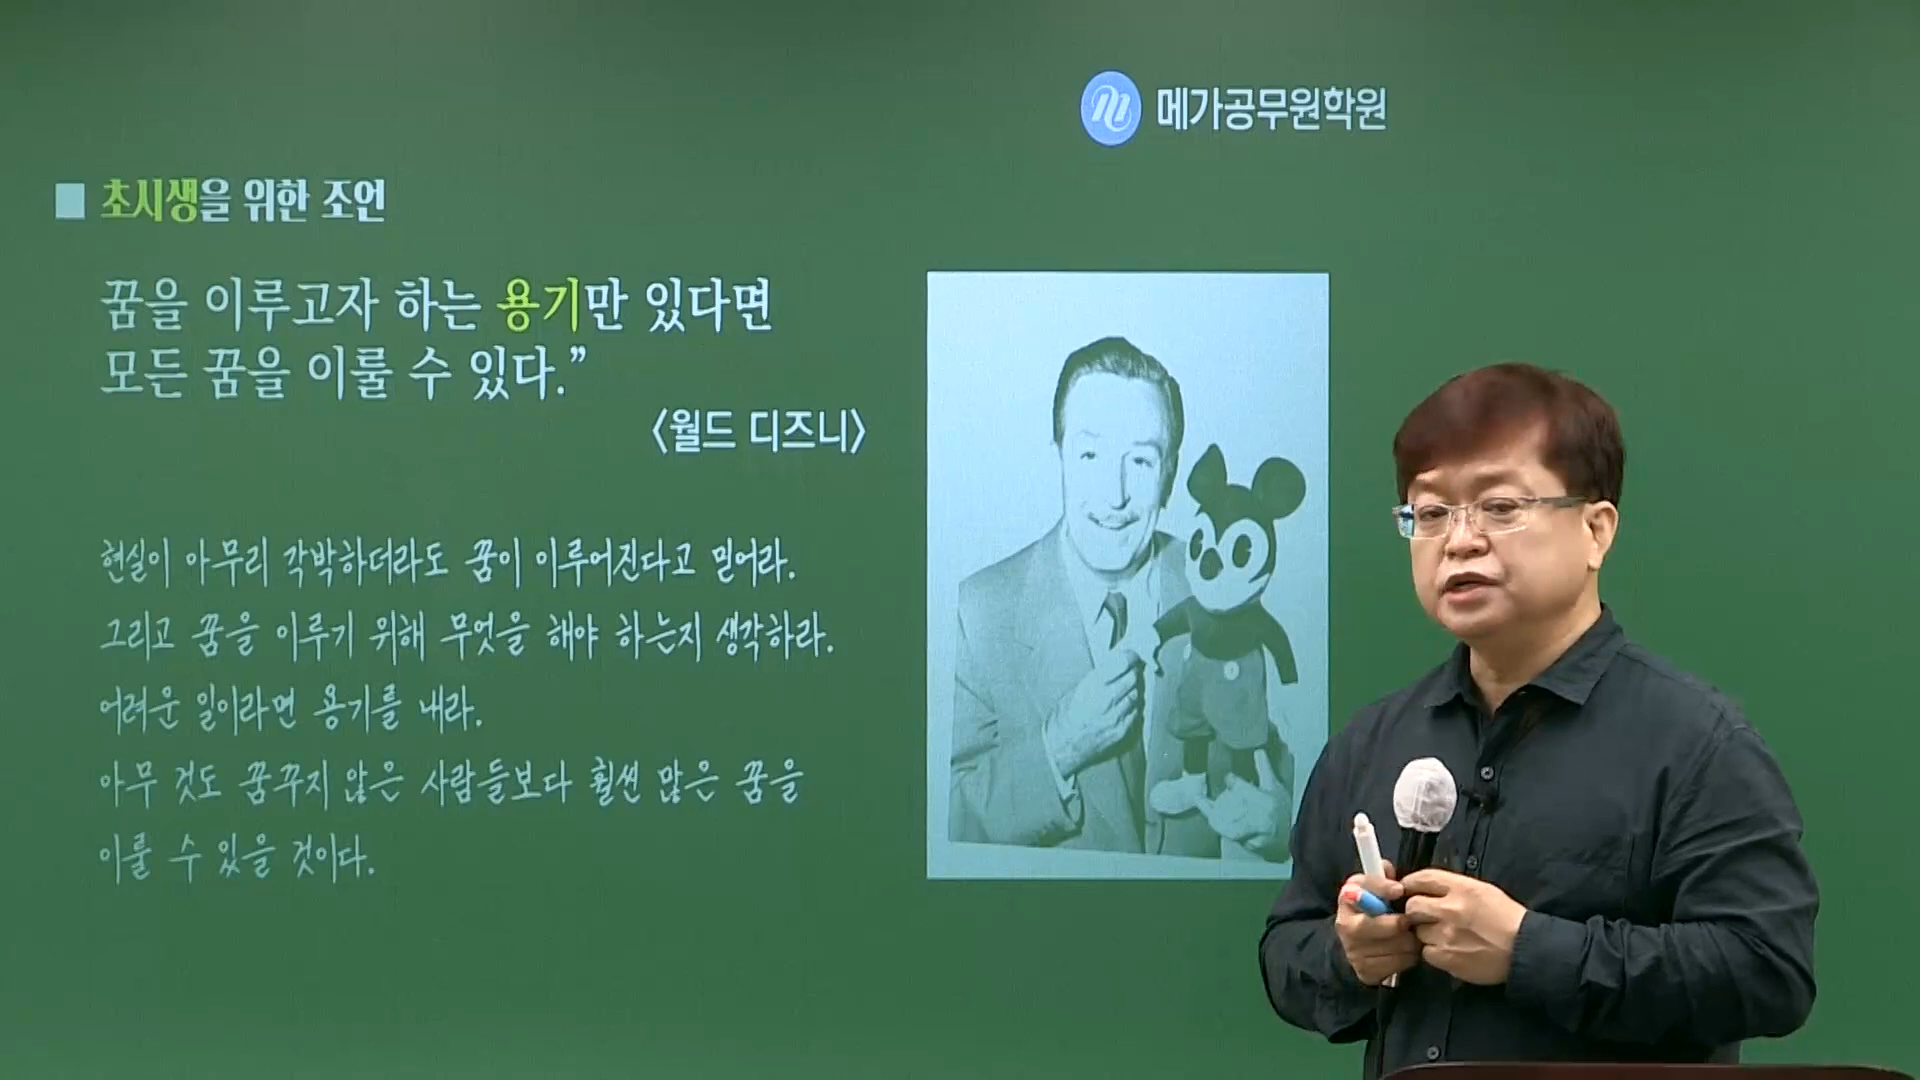 메가공무원학원
■ 초시생을 위한 조언
꿈을 이루고자 하는 용기만 있다면
모든 꿈을 이룰 수 있다.”
<월드 디즈니>
현실이 아무리 각박하더라도 꿈이 이루어진다고 믿어라.
그리고 꿈을 이루기 위해 무엇을 해야 하는지 생각하라.
어려운 일이라면 용기를 내라.
아무 것도 꿈꾸지 않은 사람들보다 훨씬 많은 꿈을
이룰 수 있을 것이다.